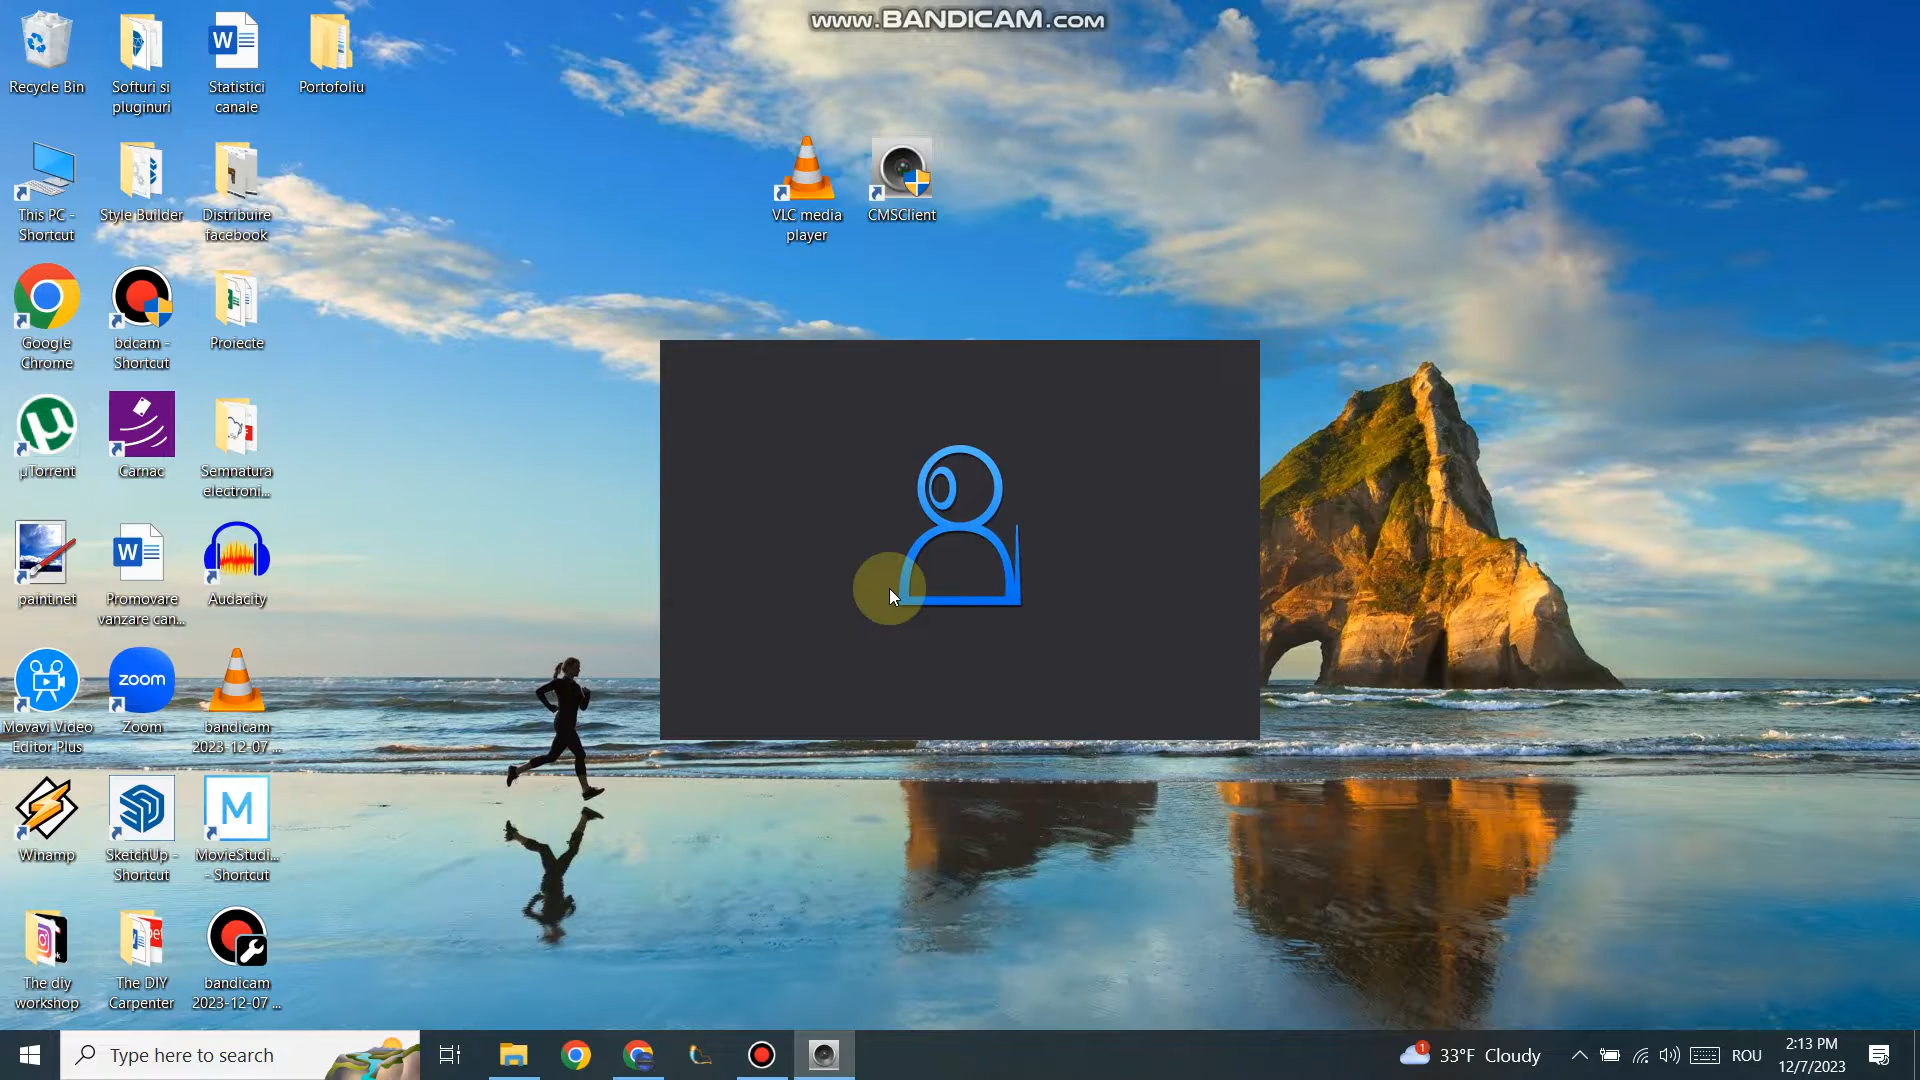 www.BANDICAM.com
Recycle Bin
Softuri si
pluginuri
Statistici
canale
Portofoliu
This PC -
Shortcut
Style Builder
Distribuire
facebook
VLC media
player
CMSClient
Google
Chrome
bdcam -
Shortcut
Proiecte
µTorrent
Carnac
Semnatura
electroni...
paint.net
Promovare
vanzare can...
Audacity
Movavi Video
Editor Plus
zoom
Zoom
bandicam
2023-12-07 ...
Winamp
SketchUp -
Shortcut
M
MovieStudi...
- Shortcut
The diy
workshop
The DIY
Carpenter
bandicam
2023-12-07 ...
Type here to search
1
33°F Cloudy
ROU
2:13 PM
12/7/2023